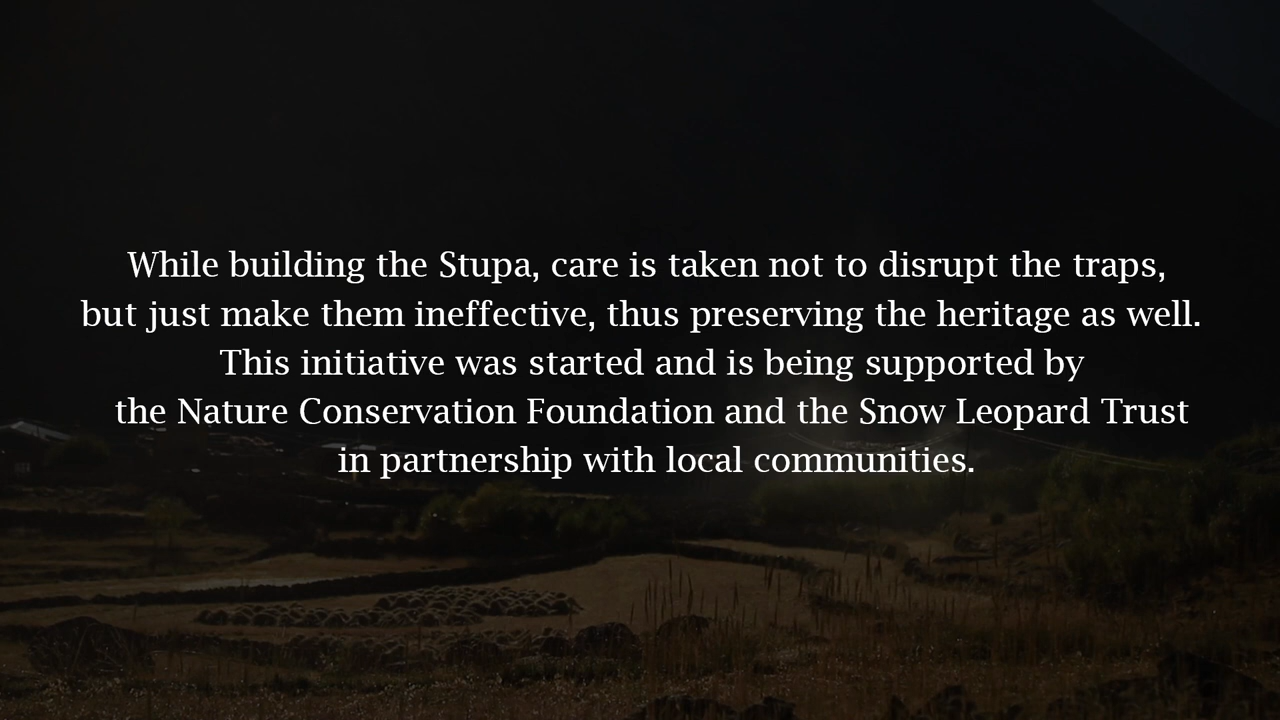 While building the Stupa, care is taken not to disrupt the traps,
but just make them ineffective, thus preserving the heritage as well.
This initiative was started and is being supported by
the Nature Conservation Foundation and the Snow Leopard Trust
in partnership with local communities.